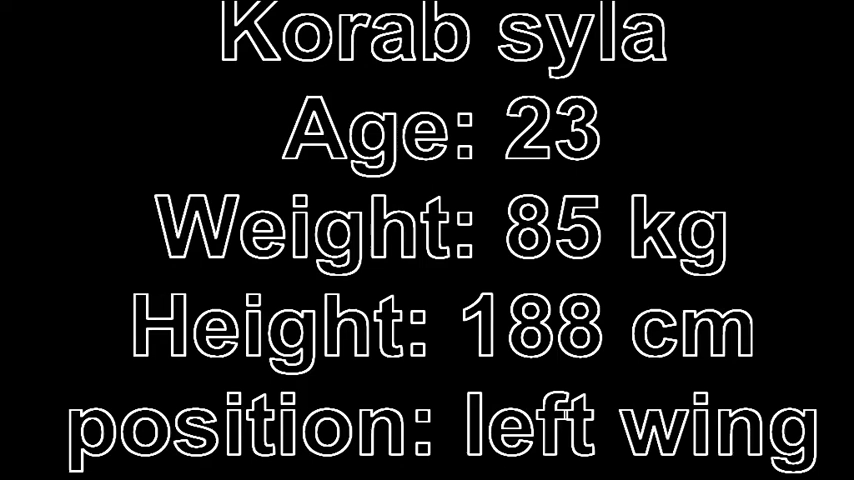 Korab syla
Age: 23
Weight: 85 kg
Height: 188 cm
position: left wing